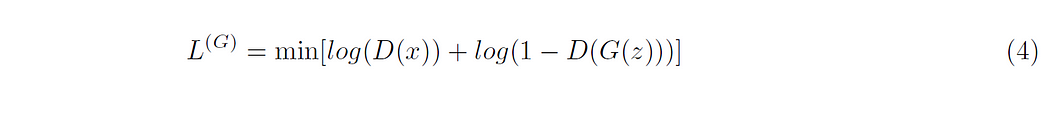 L^{(G)} = min[log(D(x)) + log(1 − D(G(z)))] (4)